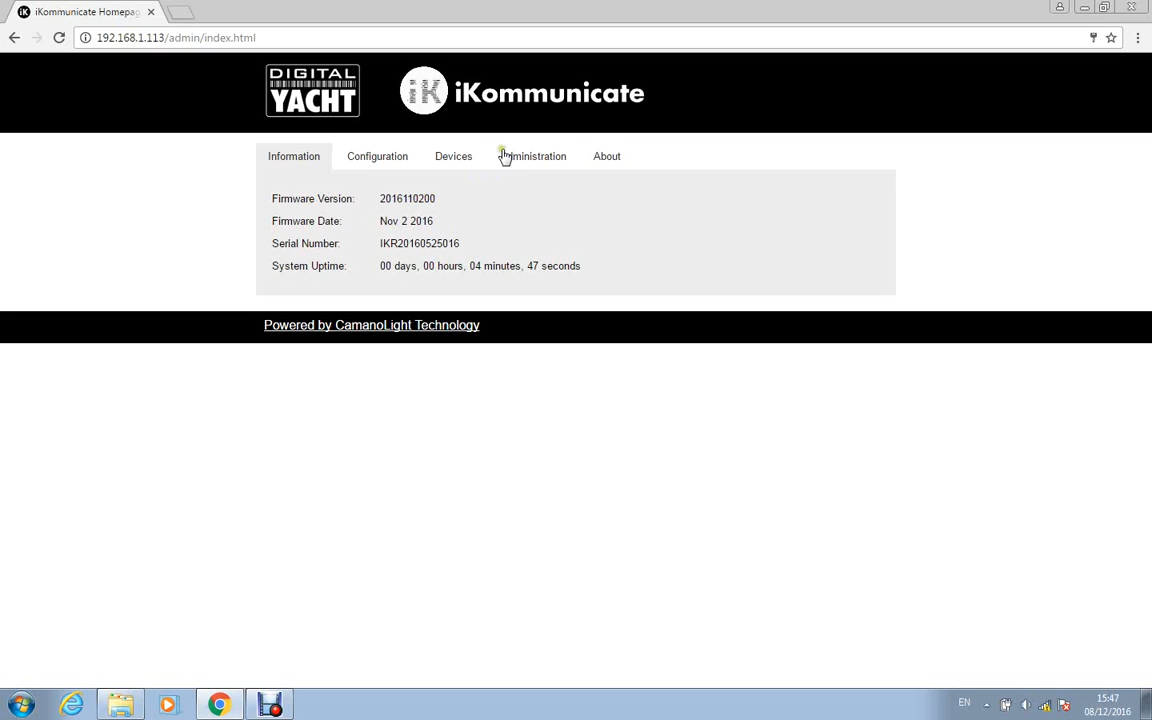 iKommunicate Homepag
192.168.1.113/admin/index.html
DIGITAL
YACHT
iK iKommunicate
Information Configuration Devices Administration About
Firmware Version: 2016110200
Firmware Date: Nov 2 2016
Serial Number: IKR20160525016
System Uptime: 00 days, 00 hours, 04 minutes, 47 seconds
Powered by CamanoLight Technology
EN
15:47
08/12/2016